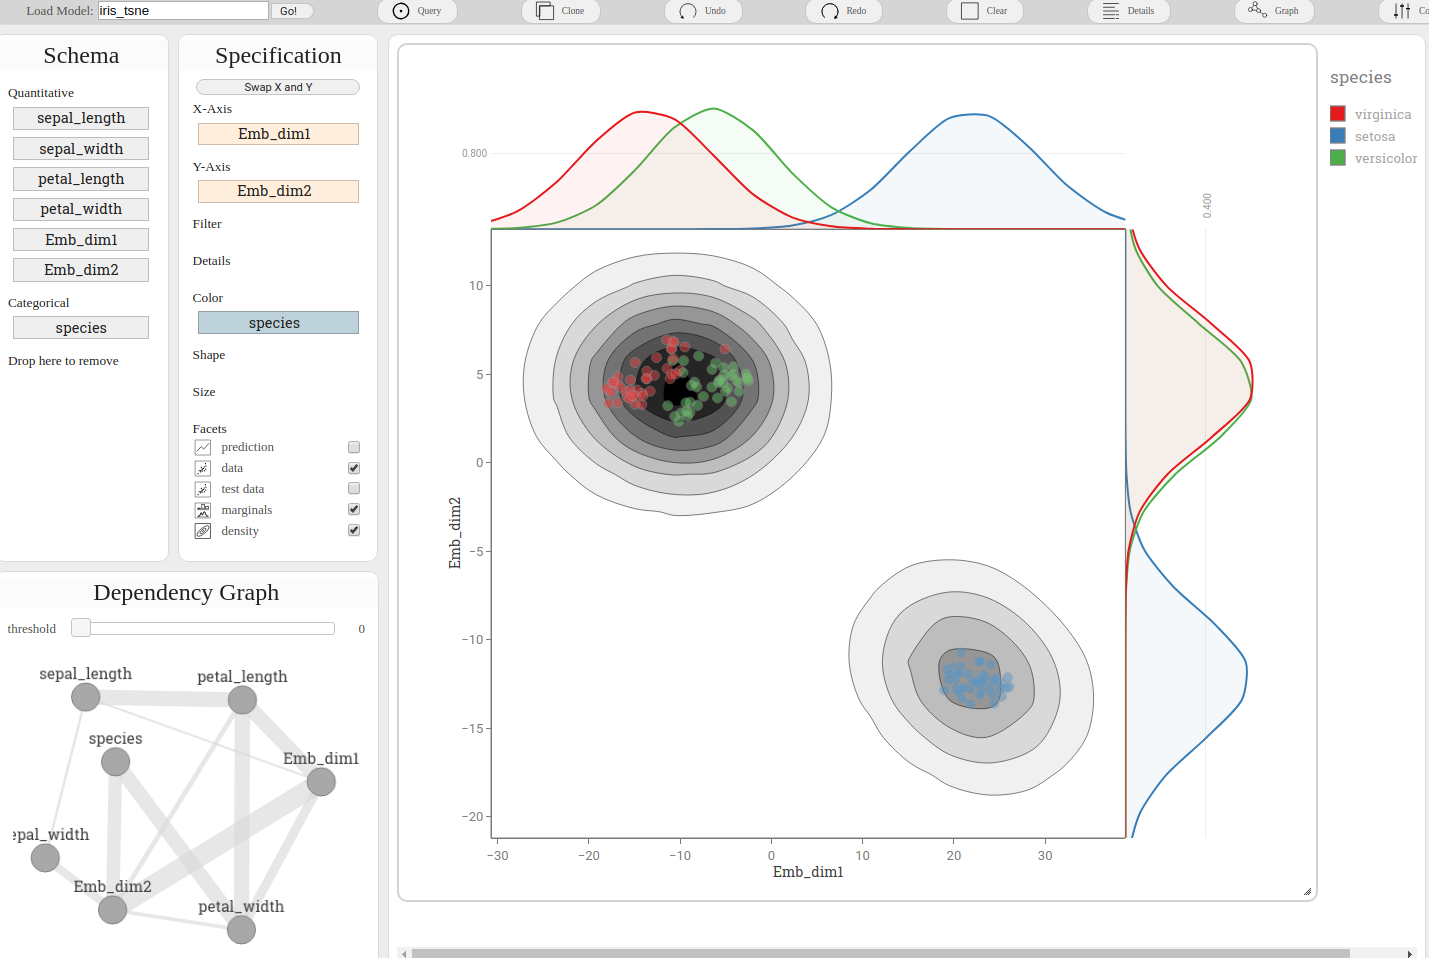 Load Model: iris_tsne Go! Query Clone Undo Redo Clear Details Graph Co
Schema
Quantitative
sepal_length
sepal_width
petal_length
petal_width
Emb_dim1
Emb_dim2
Categorical
species
Drop here to remove
Specification
Swap X and Y
X-Axis
Emb_dim1
Y-Axis
Emb_dim2
Filter
Details
Color
species
Shape
Size
Facets
prediction
data
test data
marginals
density
Dependency Graph
threshold 0
sepal_length
petal_length
species
Emb_dim1
epal_width
Emb_dim2
petal_width
0.800
0.400
10
5
0
−5
−10
−15
−20
Emb_dim2
−30 −20 −10 0 10 20 30
Emb_dim1
species
virginica
setosa
versicolor